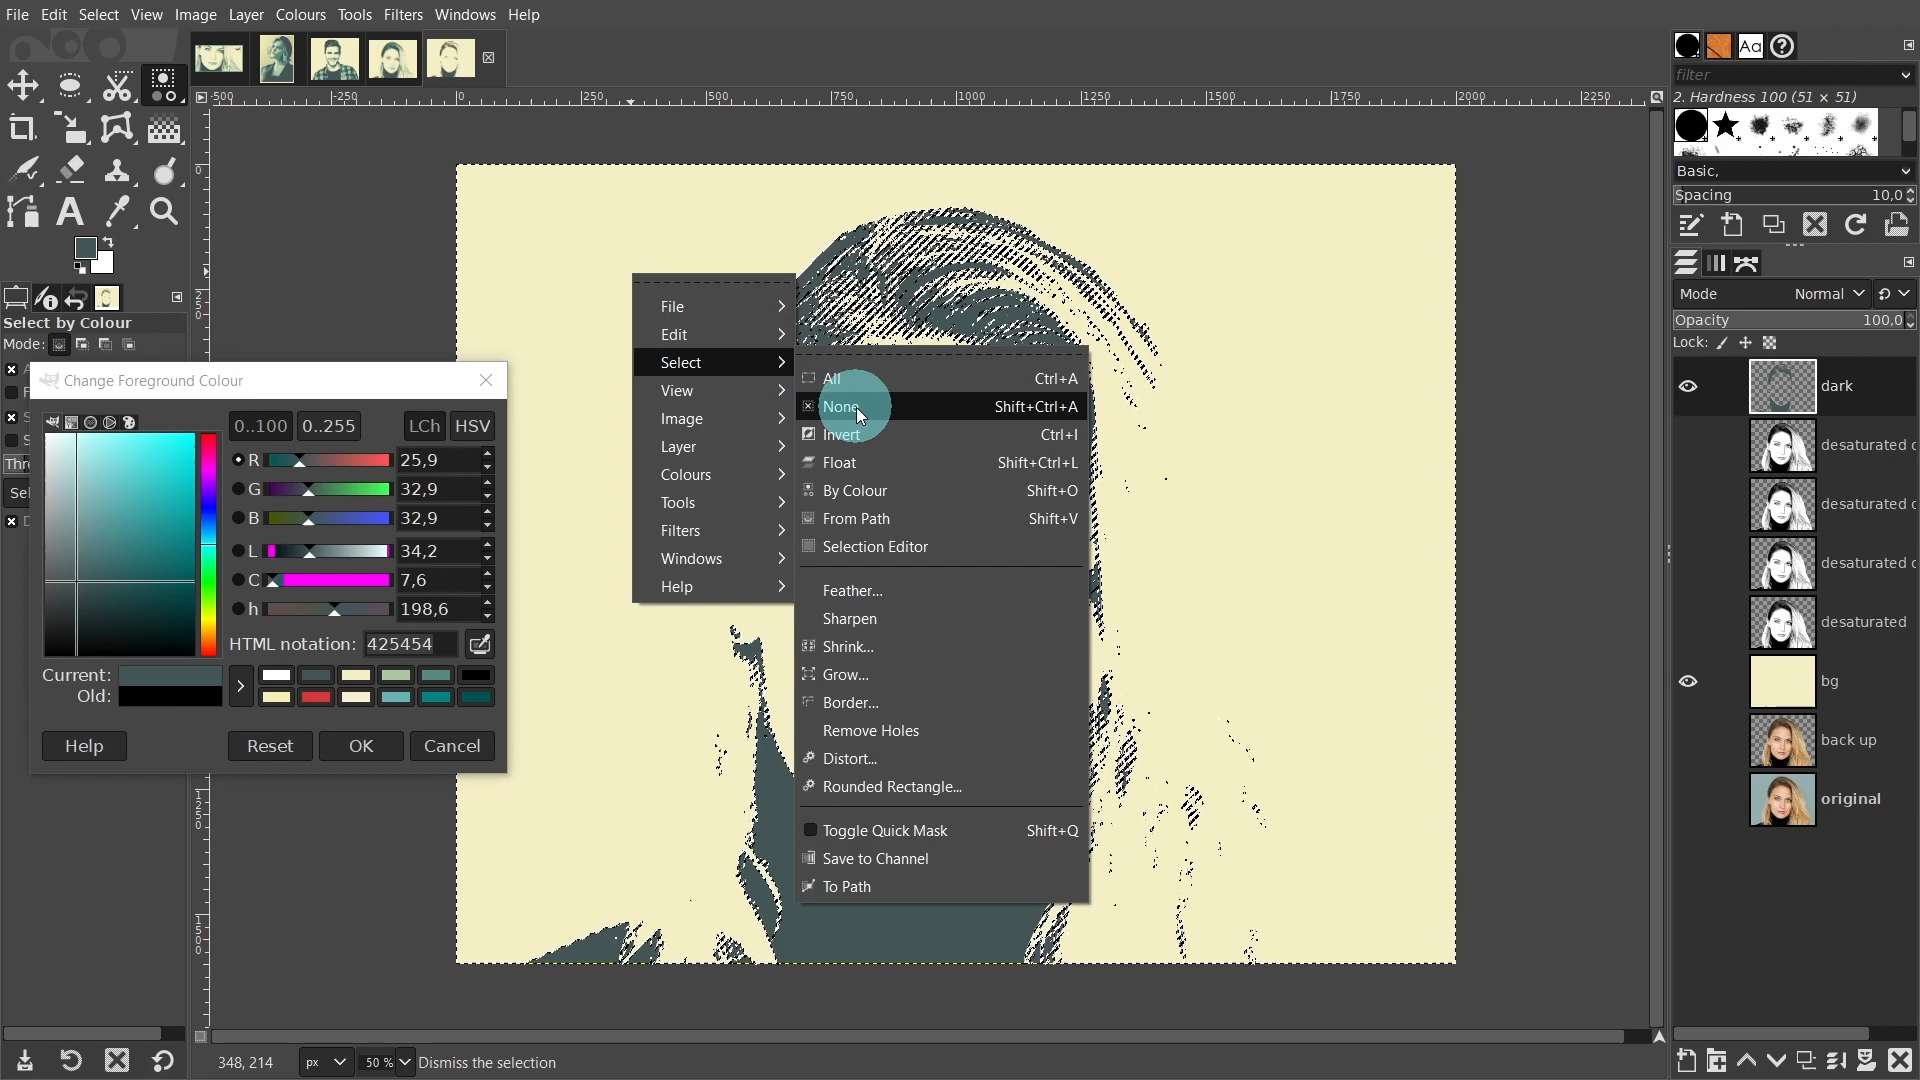 File Edit Select View Image Layer Colours Tools Filters Windows Help
-500 -250 0 250 500 750 1000 1250 1500 1750 2000 2250
Aa
filter
2. Hardness 100 (51 × 51)
Basic,
Spacing 10,0
Mode Normal
Opacity 100,0
Lock:
dark
desaturated c
desaturated c
desaturated c
desaturated
bg
back up
original
Select by Colour
Mode:
Thre
Sel
Change Foreground Colour
0..100 0..255 LCh HSV
R 25,9
G 32,9
B 32,9
L 34,2
C 7,6
h 198,6
HTML notation: 425454
Current:
Old:
Help Reset OK Cancel
File
Edit
Select
View
Image
Layer
Colours
Tools
Filters
Windows
Help
All Ctrl+A
None Shift+Ctrl+A
Invert Ctrl+I
Float Shift+Ctrl+L
By Colour Shift+O
From Path Shift+V
Selection Editor
Feather...
Sharpen
Shrink...
Grow...
Border...
Remove Holes
Distort...
Rounded Rectangle...
Toggle Quick Mask Shift+Q
Save to Channel
To Path
0
250
1250
1500
348, 214 px 50 % Dismiss the selection